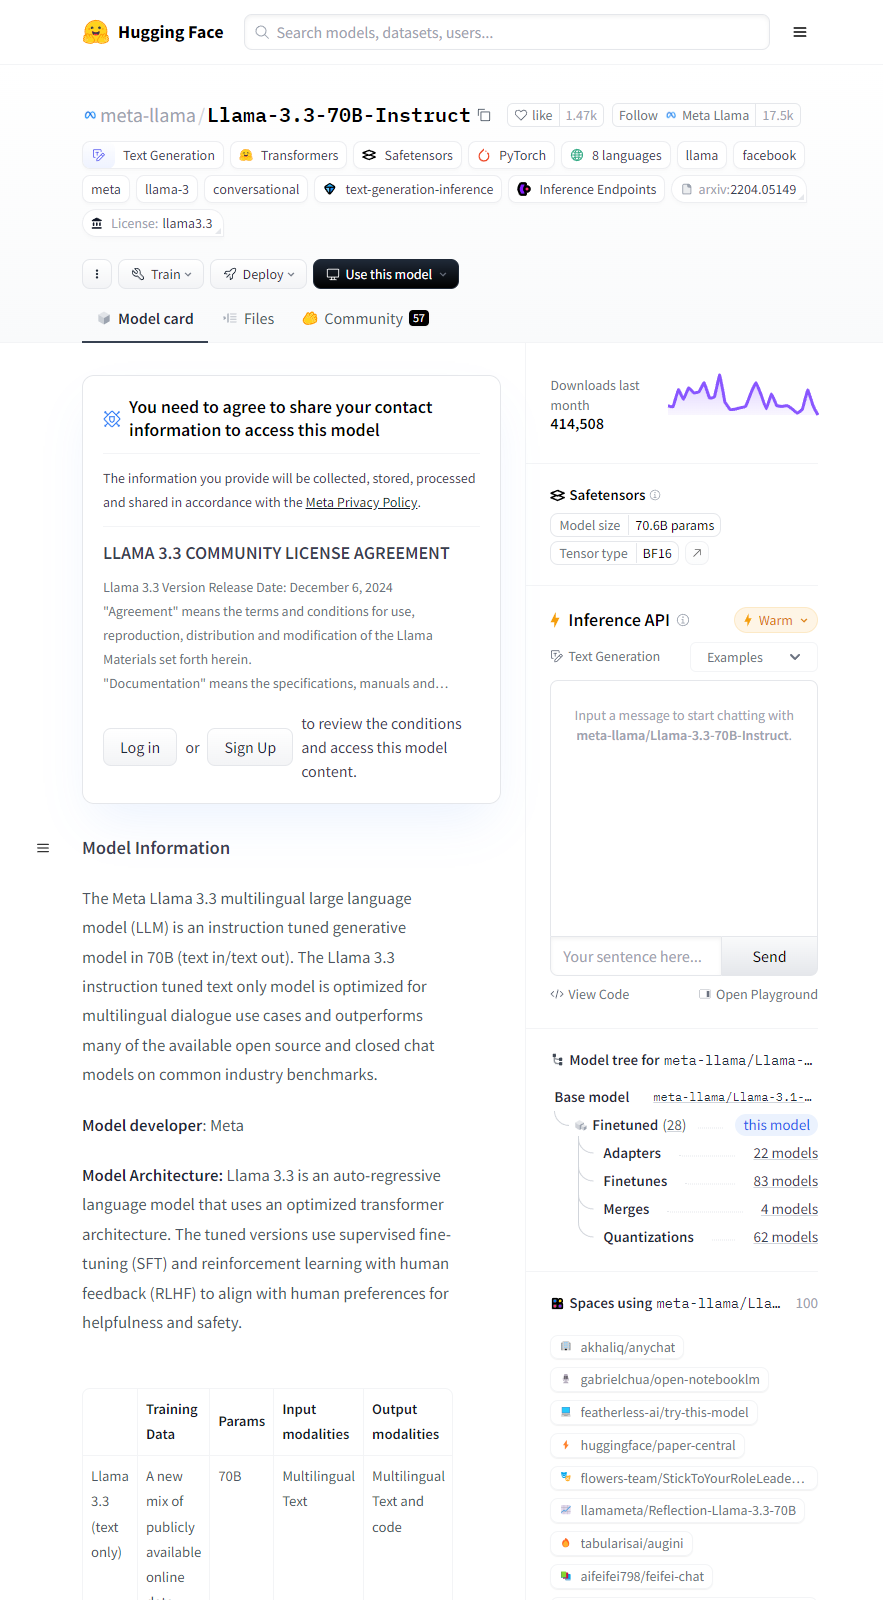 Hugging Face
Search models, datasets, users...
meta-llama/Llama-3.3-70B-Instruct
like 1.47k
Follow Meta Llama 17.5k
Text Generation Transformers Safetensors PyTorch 8 languages llama facebook
meta llama-3 conversational text-generation-inference Inference Endpoints arxiv:2204.05149
License: llama3.3
Train Deploy Use this model
Model card Files Community 57
You need to agree to share your contact
information to access this model
The information you provide will be collected, stored, processed
and shared in accordance with the Meta Privacy Policy.
LLAMA 3.3 COMMUNITY LICENSE AGREEMENT
Llama 3.3 Version Release Date: December 6, 2024
"Agreement" means the terms and conditions for use,
reproduction, distribution and modification of the Llama
Materials set forth herein.
"Documentation" means the specifications, manuals and…
Log in or Sign Up
to review the conditions
and access this model
content.
Model Information
The Meta Llama 3.3 multilingual large language
model (LLM) is an instruction tuned generative
model in 70B (text in/text out). The Llama 3.3
instruction tuned text only model is optimized for
multilingual dialogue use cases and outperforms
many of the available open source and closed chat
models on common industry benchmarks.
Model developer: Meta
Model Architecture: Llama 3.3 is an auto-regressive
language model that uses an optimized transformer
architecture. The tuned versions use supervised fine-
tuning (SFT) and reinforcement learning with human
feedback (RLHF) to align with human preferences for
helpfulness and safety.
Training
Data
Params
Input
modalities
Output
modalities
Llama
3.3
(text
only)
A new
mix of
publicly
available
online
70B
Multilingual
Text
Multilingual
Text and
code
Downloads last
month
414,508
Safetensors
Model size 70.6B params
Tensor type BF16
Inference API Warm
Text Generation Examples
Input a message to start chatting with
meta-llama/Llama-3.3-70B-Instruct.
Your sentence here... Send
View Code Open Playground
Model tree for meta-llama/Llama-…
Base model meta-llama/Llama-3.1-…
Finetuned (28) this model
Adapters 22 models
Finetunes 83 models
Merges 4 models
Quantizations 62 models
Spaces using meta-llama/Lla… 100
akhaliq/anychat
gabrielchua/open-notebooklm
featherless-ai/try-this-model
huggingface/paper-central
flowers-team/StickToYourRoleLeade…
llamameta/Reflection-Llama-3.3-70B
tabularisai/augini
aifeifei798/feifei-chat